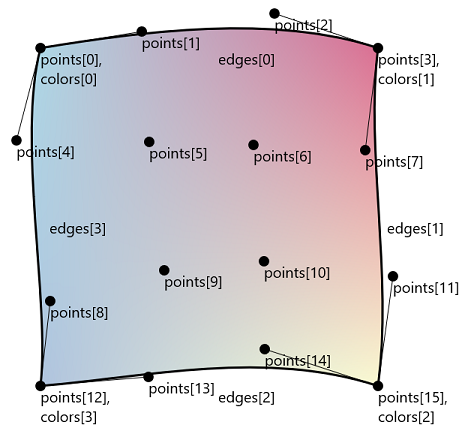 points[2]
points[1]
points[0],
colors[0]
edges[0]
points[3],
colors[1]
points[4]
points[5]
points[6]
points[7]
edges[3]
edges[1]
points[9]
points[10]
points[11]
points[8]
points[14]
points[12],
colors[3]
points[13]
edges[2]
points[15],
colors[2]